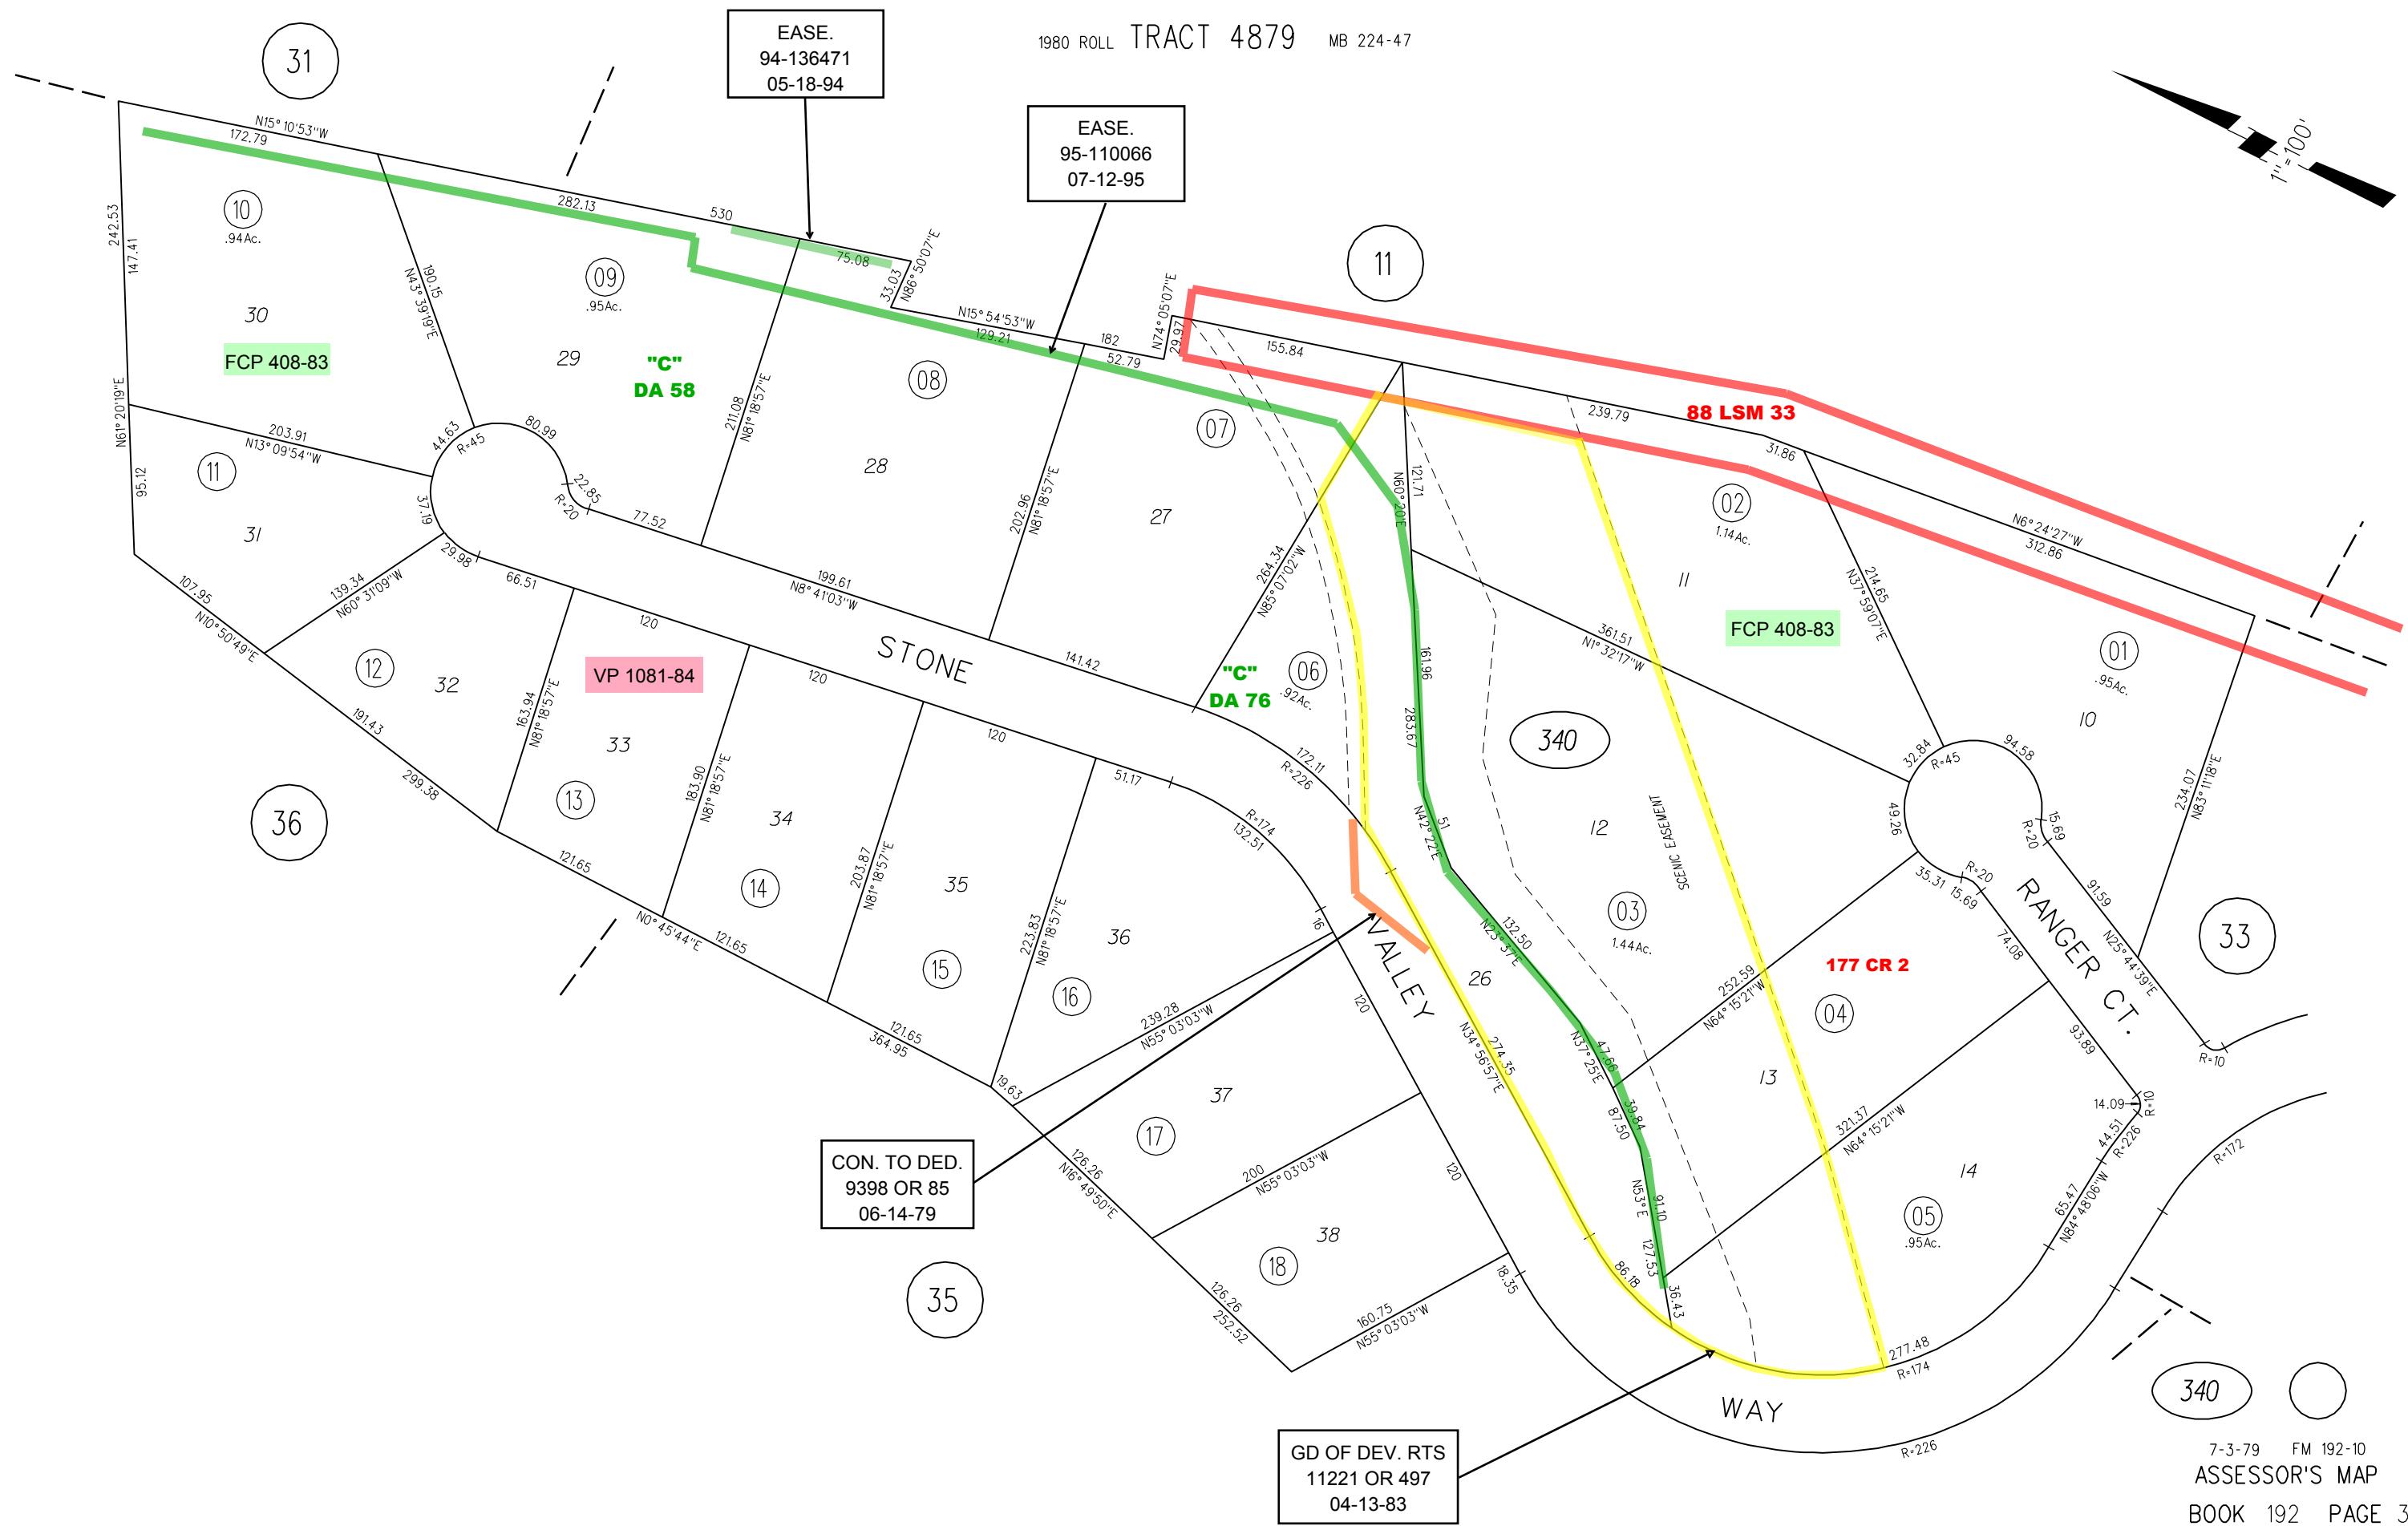 1980 ROLL TRACT 4879 MB 224-47
31
EASE.
94-136471
05-18-94
EASE.
95-110066
07-12-95
1"=100'
N15°10'53"W
172.79
282.13
530
75.08
33.03
N86°50'07"E
N15°54'53"W
129.21
182
52.79
N74°05'07"E
29.97
11
155.84
239.79
88 LSM 33
31.86
N6°24'27"W
312.86
242.53
147.41
N61°20'19"E
95.12
10
.94Ac.
30
FCP 408-83
190.15
N43°39'19"E
09
.95Ac.
29
"C"
DA 58
211.08
N81°18'57"E
08
28
202.96
N81°18'57"E
07
27
264.34
N85°07'02"W
121.71
N60°20'E
02
1.14Ac.
11
FCP 408-83
214.65
N37°59'07"E
01
.95Ac.
10
234.07
N83°11'18"E
203.91
N13°09'54"W
11
31
44.63
R=45
80.99
22.85
R=20
77.52
37.19
29.98
66.51
199.61
N8°41'03"W
141.42
STONE
107.95
N10°50'49"E
139.34
N60°31'09"W
12
32
191.43
299.38
163.94
N81°18'57"E
VP 1081-84
33
13
120
183.90
N81°18'57"E
34
14
120
203.87
N81°18'57"E
35
15
120
51.17
223.83
N81°18'57"E
36
16
R=174
132.51
16
172.11
R=226
"C"
DA 76
06
.92Ac.
161.96
283.67
361.51
N1°32'17"W
340
12
SCENIC EASEMENT
03
1.44Ac.
51
N42°22'E
132.50
N23°37'E
26
VALLEY
274.35
N34°56'57"E
47.66
N37°25'E
39.84
87.50
91.10
N53°E
127.53
36.43
86.18
32.84
R=45
94.58
49.26
15.69
R=20
35.31
15.69
R=20
91.59
N25°44'39"E
RANGER CT.
74.08
93.89
33
R=10
252.59
N64°15'21"W
177 CR 2
04
13
321.37
N64°15'21"W
14
05
.95Ac.
14.09
R=10
44.51
R=226
65.47
N84°48'06"W
R=172
277.48
R=174
R=226
WAY
36
121.65
N0°45'44"E
121.65
121.65
364.95
19.63
239.28
N55°03'03"W
120
37
17
126.26
N16°49'50"E
200
N55°03'03"W
120
38
18
126.26
252.52
160.75
N55°03'03"W
18.35
CON. TO DED.
9398 OR 85
06-14-79
35
GD OF DEV. RTS
11221 OR 497
04-13-83
340
7-3-79 FM 192-10
ASSESSOR'S MAP
BOOK 192 PAGE 3